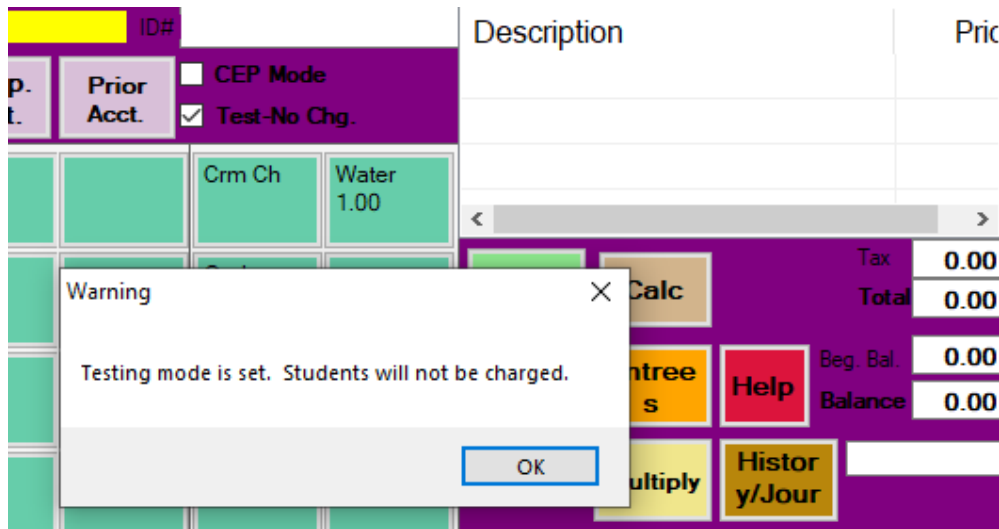 ID#
Description
p.
Prior
Acct.
CEP Mode
Test-No Chg.
Crm Ch
Water
1.00
Warning
Testing mode is set.  Students will not be charged.
OK
Calc
Tax
0.00
Total
0.00
ntree
s
Help
Beg. Bal.
0.00
Balance
0.00
ultiply
Histor
y/Jour